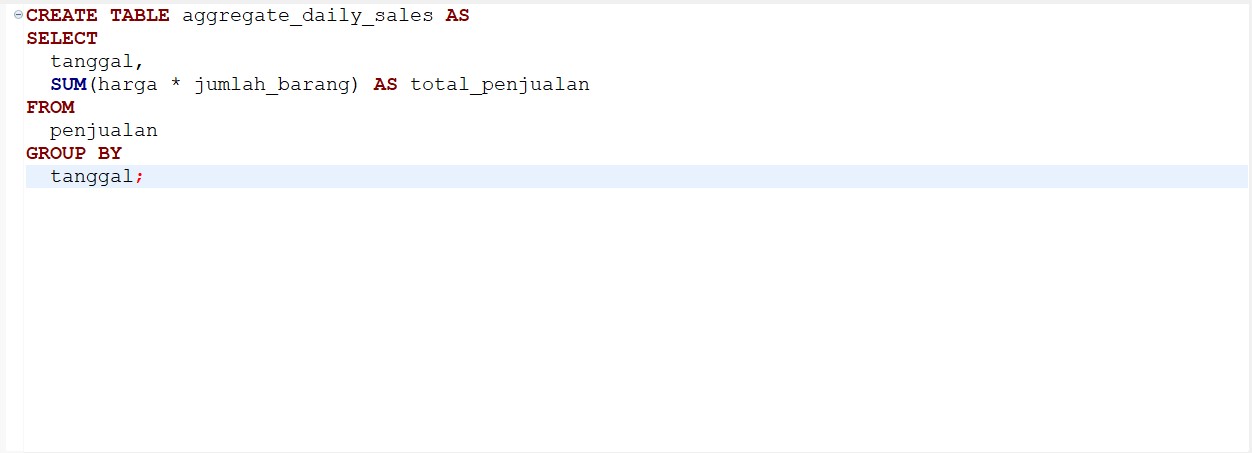 CREATE TABLE aggregate_daily_sales AS
SELECT
  tanggal,
  SUM(harga * jumlah_barang) AS total_penjualan
FROM
  penjualan
GROUP BY
  tanggal;